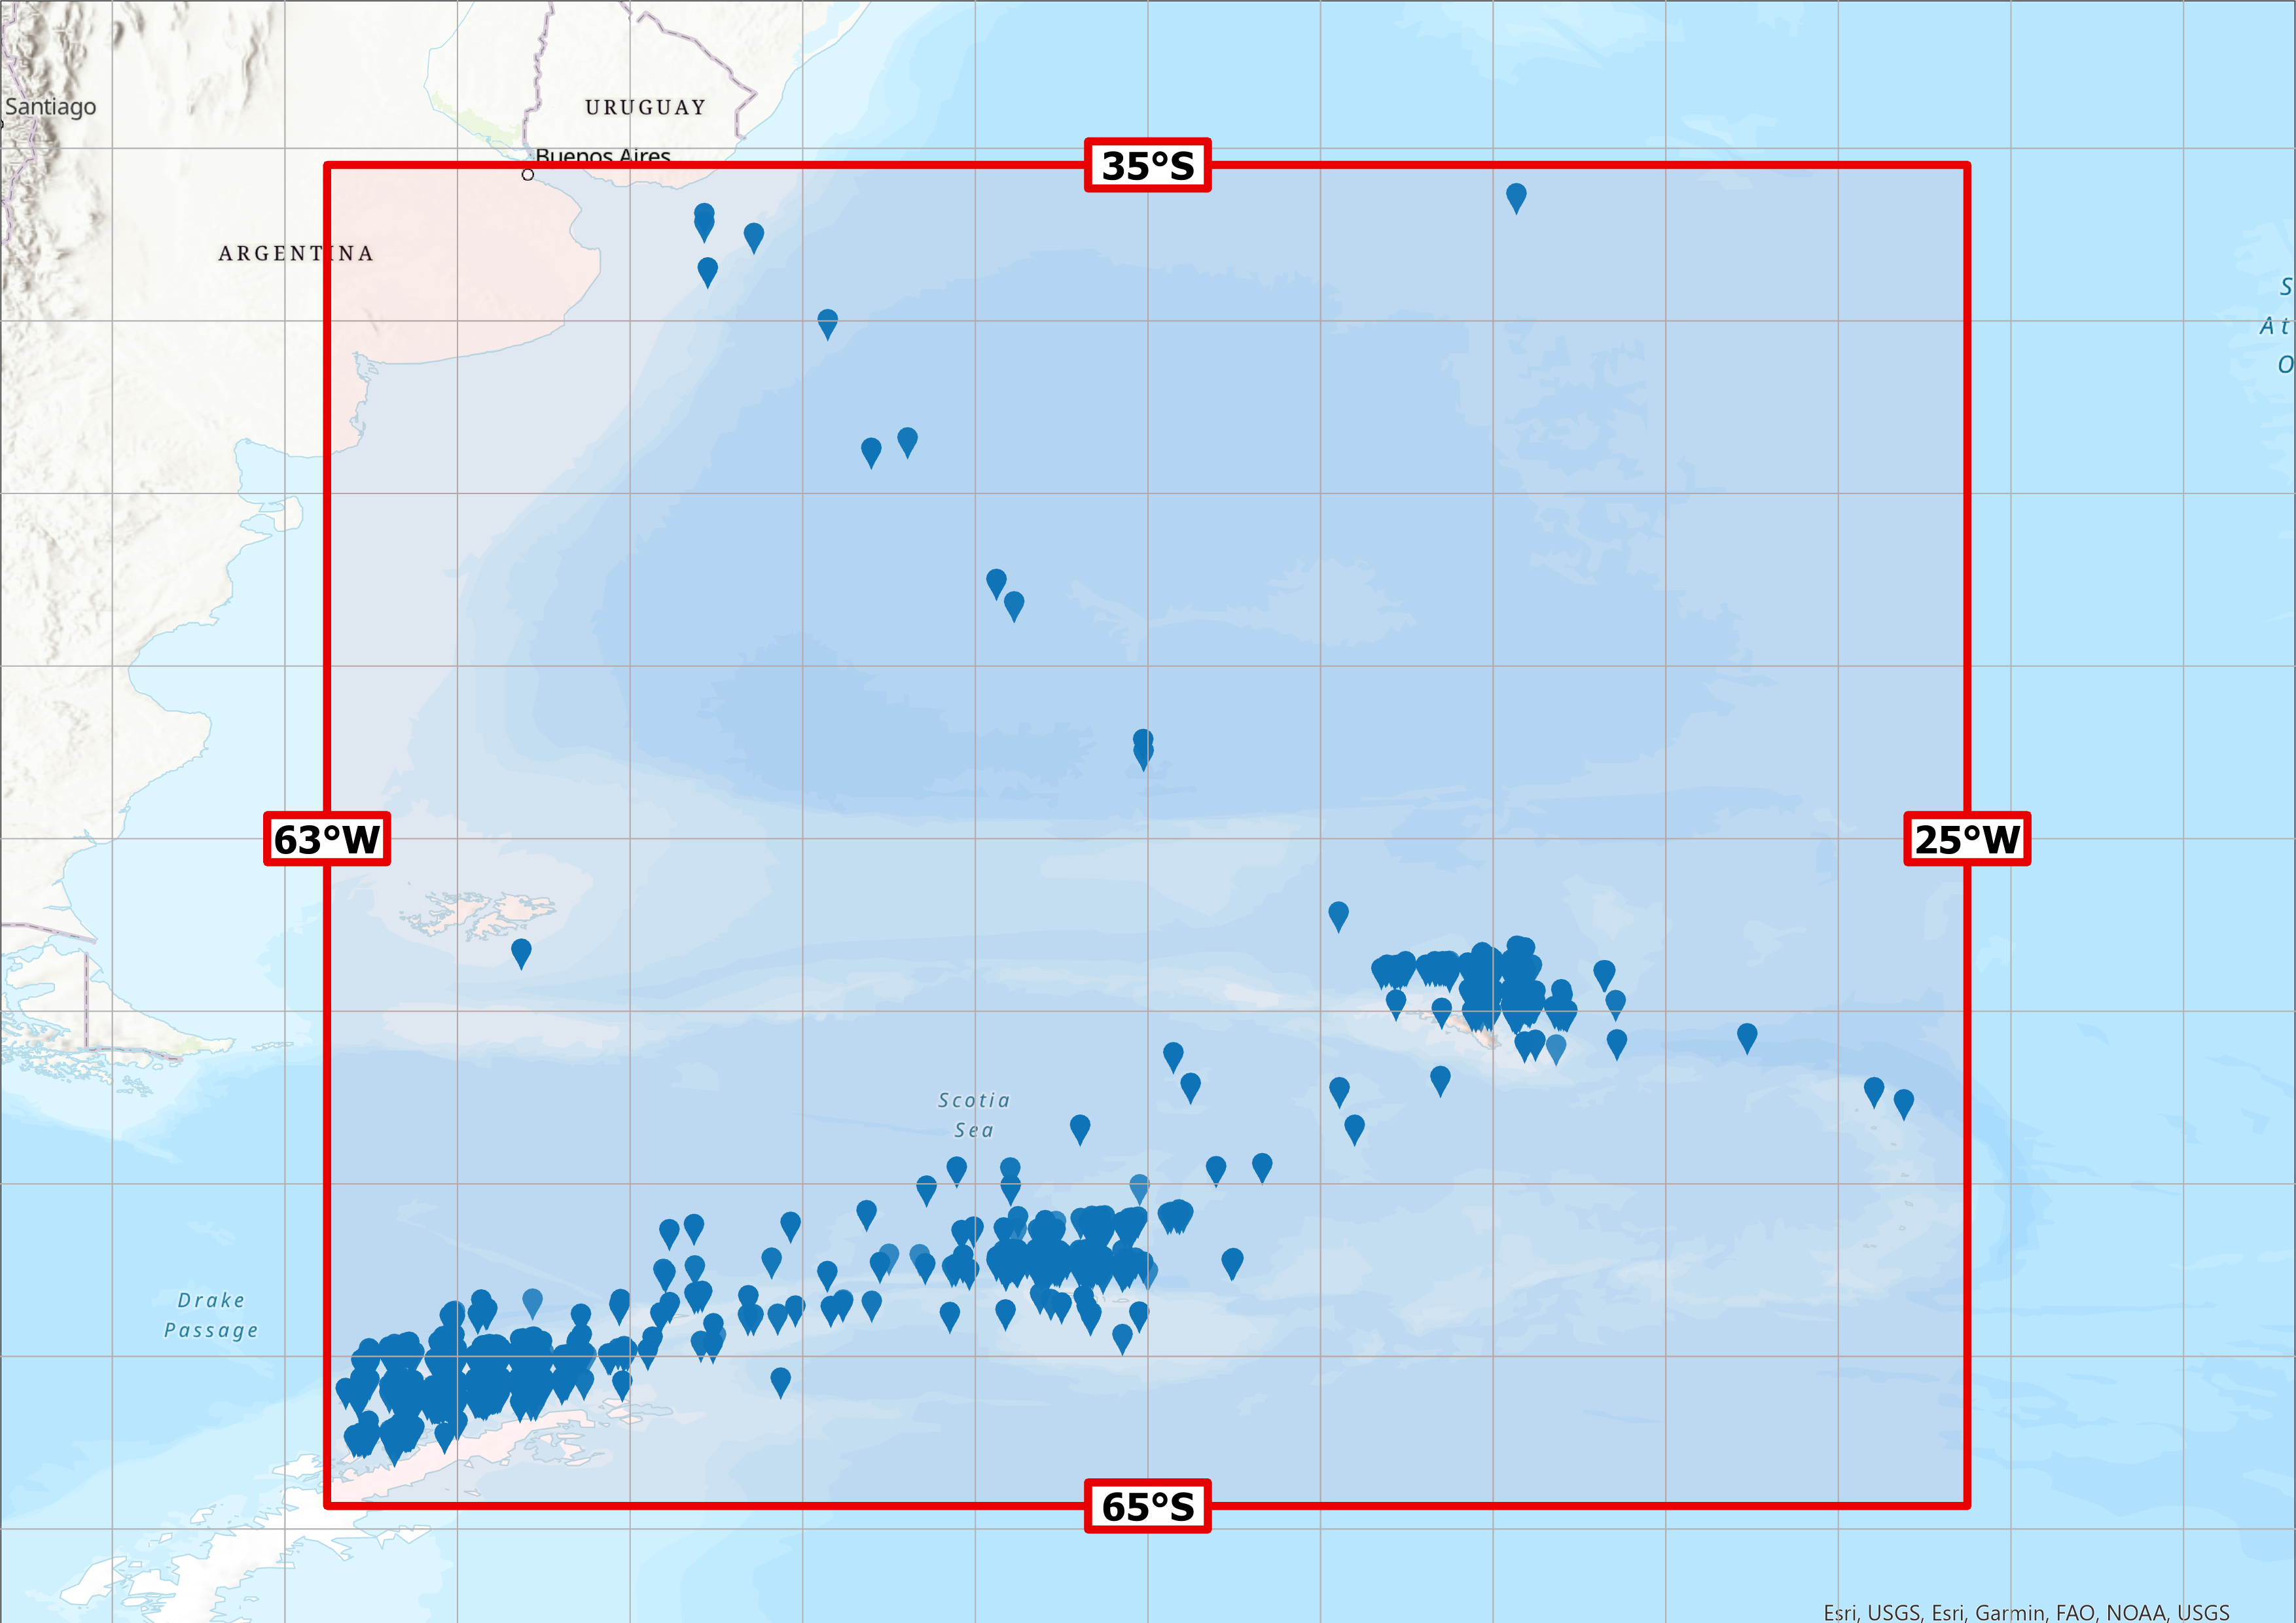 Santiago
URUGUAY
Buenos Aires
35°S
ARGENTINA
S
At
O
63°W
25°W
Scotia
Sea
Drake
Passage
65°S
Esri, USGS, Esri, Garmin, FAO, NOAA, USGS